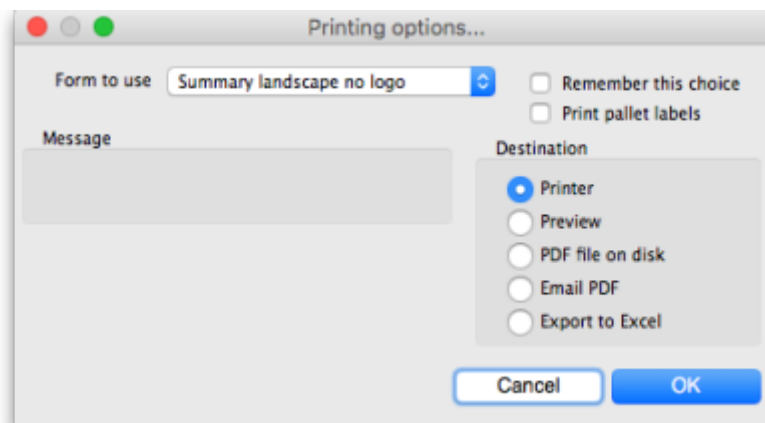 Printing options...
Form to use Summary landscape no logo
Remember this choice
Print pallet labels
Message
Destination
Printer
Preview
PDF file on disk
Email PDF
Export to Excel
Cancel OK